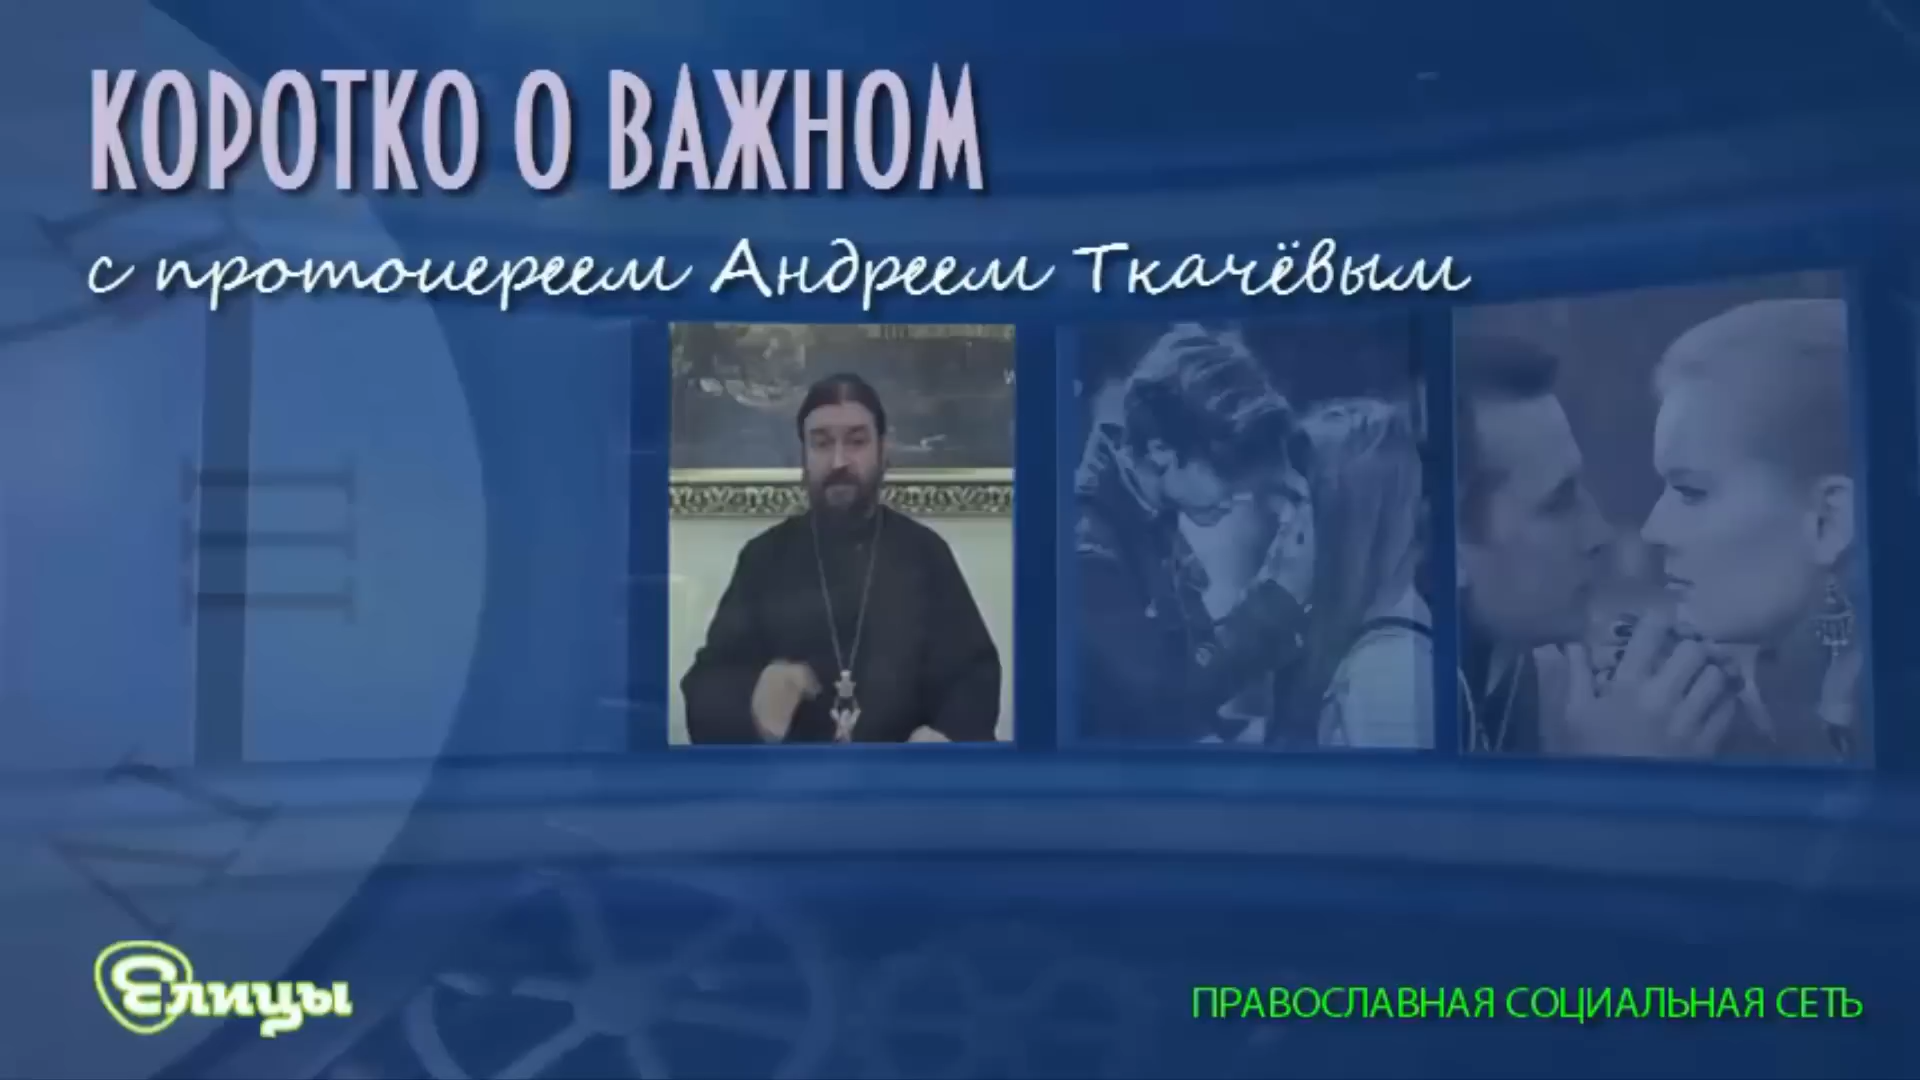 КОРОТКО О ВАЖНОМ
с протоиереем Андреем Ткачёвым
Елицы
ПРАВОСЛАВНАЯ СОЦИАЛЬНАЯ СЕТЬ